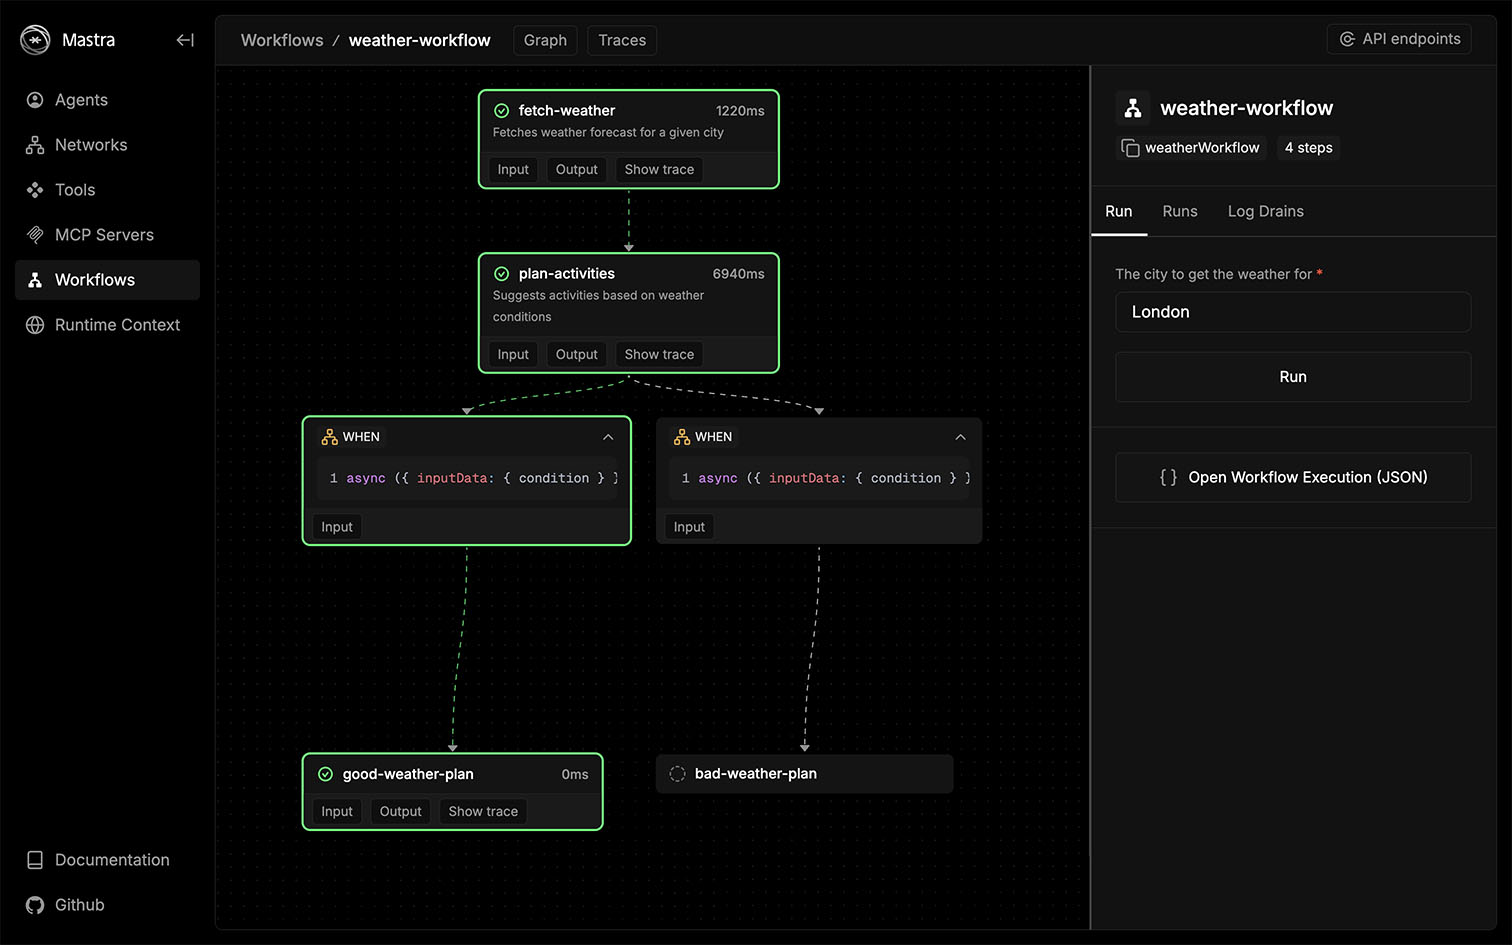 Mastra
Agents
Networks
Tools
MCP Servers
Workflows
Runtime Context
Documentation
Github
Workflows / weather-workflow
Graph
Traces
API endpoints
fetch-weather 1220ms
Fetches weather forecast for a given city
Input Output Show trace
plan-activities 6940ms
Suggests activities based on weather
conditions
Input Output Show trace
WHEN
1 async ({ inputData: { condition } }
Input
WHEN
1 async ({ inputData: { condition } }
Input
good-weather-plan 0ms
Input Output Show trace
bad-weather-plan
weather-workflow
weatherWorkflow 4 steps
Run Runs Log Drains
The city to get the weather for *
London
Run
{ } Open Workflow Execution (JSON)